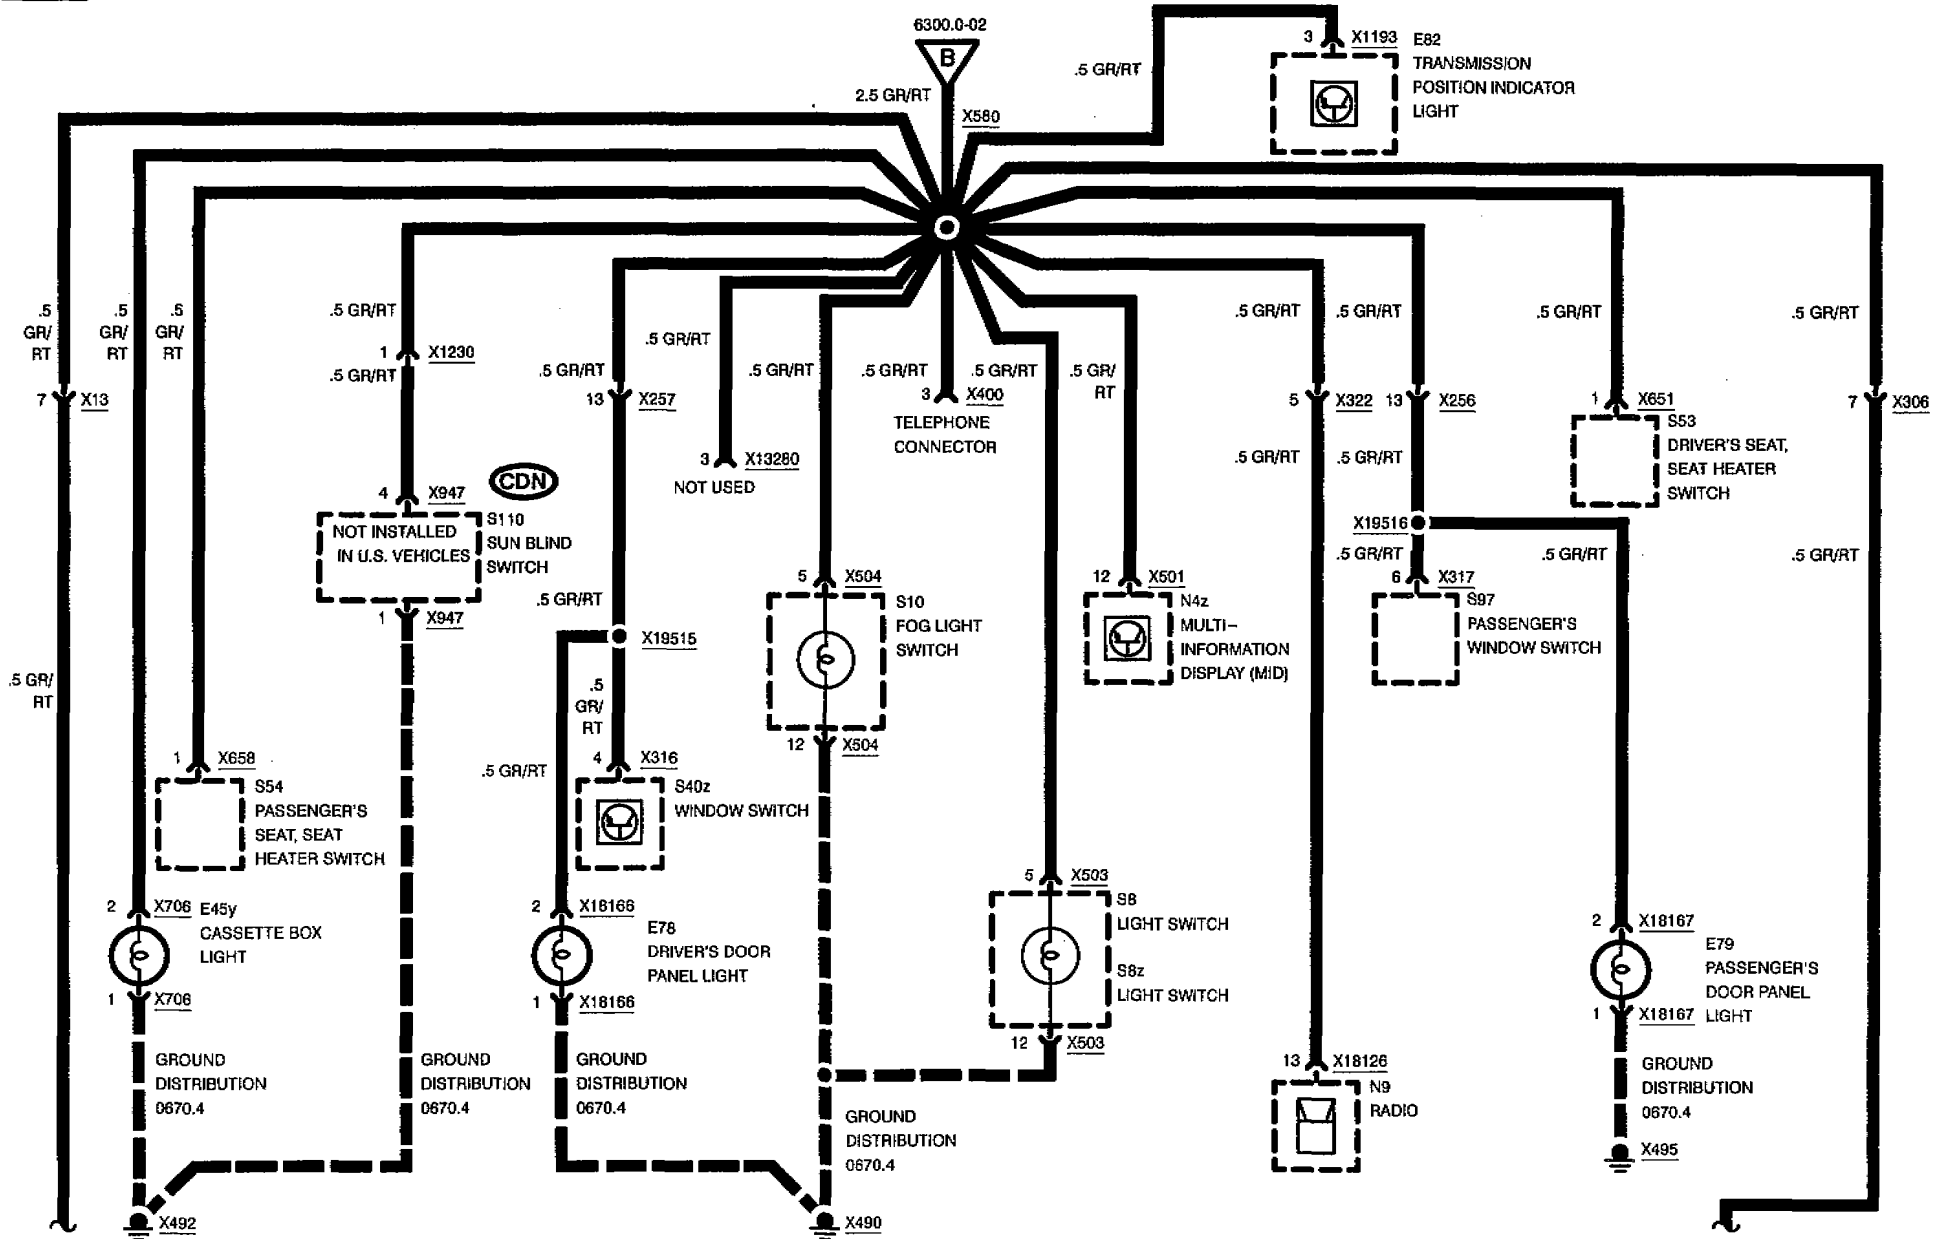 6300.0-02
B
2.5 GR/RT
X580
.5 GR/RT
3 X1193
E82
TRANSMISSION
POSITION INDICATOR
LIGHT
.5
GR/
RT
.5
GR/
RT
.5
GR/
RT
.5 GR/RT
1 X1230
.5 GR/RT
7 X13
.5 GR/RT
13 X257
.5 GR/RT
3 X13280
NOT USED
.5 GR/RT
.5 GR/RT
3 X400
TELEPHONE
CONNECTOR
.5 GR/RT
.5 GR/
RT
.5 GR/RT
5 X322
.5 GR/RT
.5 GR/RT
13 X256
.5 GR/RT
.5 GR/RT
1 X651
S53
DRIVER'S SEAT,
SEAT HEATER
SWITCH
.5 GR/RT
7 X306
.5 GR/RT
4 X947
CDN
NOT INSTALLED
IN U.S. VEHICLES
S110
SUN BLIND
SWITCH
1 X947
X19516
.5 GR/RT
.5 GR/RT
6 X317
S97
PASSENGER'S
WINDOW SWITCH
.5 GR/RT
X19515
5 X504
S10
FOG LIGHT
SWITCH
12 X504
12 X501
N4z
MULTI-
INFORMATION
DISPLAY (MID)
.5 GR/
RT
.5
GR/
RT
.5 GR/RT
1 X658
S54
PASSENGER'S
SEAT, SEAT
HEATER SWITCH
4 X316
S40z
WINDOW SWITCH
2 X706
E45y
CASSETTE BOX
LIGHT
1 X706
2 X18166
E78
DRIVER'S DOOR
PANEL LIGHT
1 X18166
5 X503
S8
LIGHT SWITCH
S8z
LIGHT SWITCH
12 X503
2 X18167
E79
PASSENGER'S
DOOR PANEL
LIGHT
1 X18167
GROUND
DISTRIBUTION
0670.4
GROUND
DISTRIBUTION
0670.4
GROUND
DISTRIBUTION
0670.4
GROUND
DISTRIBUTION
0670.4
13 X18126
N9
RADIO
GROUND
DISTRIBUTION
0670.4
X495
X492
X490